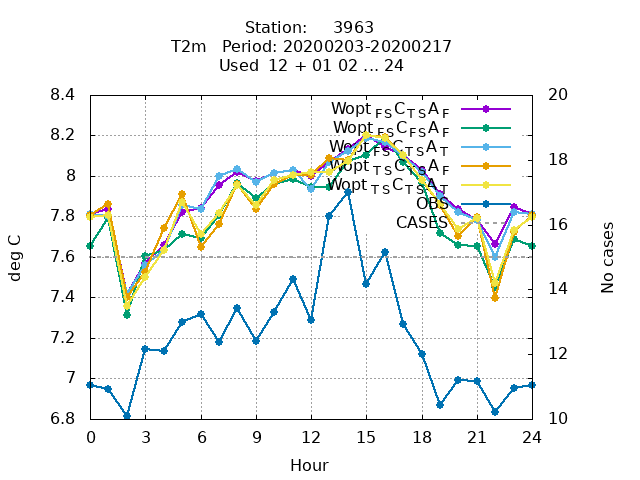 Station: 3963
T2m Period: 20200203-20200217
Used 12 + 01 02 ... 24
8.4
8.2
8
7.8
7.6
7.4
7.2
7
6.8
20
18
16
14
12
10
deg C
No cases
Wopt FS C TS A F
Wopt FS C FS A F
Wopt FS C TS A T
Wopt TS C TS A F
Wopt TS C TS A T
OBS
CASES
0 3 6 9 12 15 18 21 24
Hour